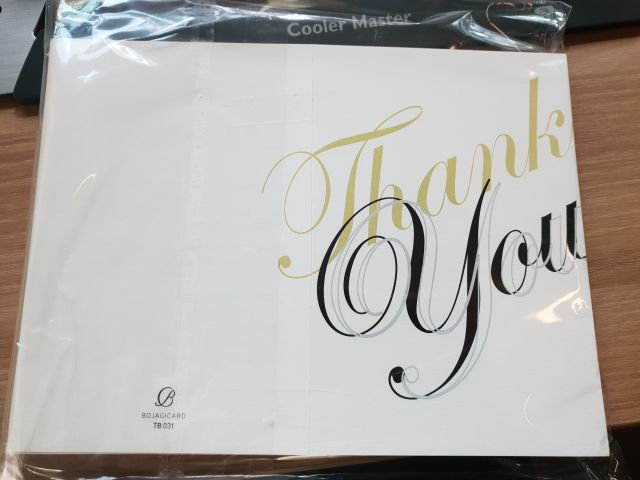 Cooler Master
Thank
You
B
BOJAGICARD
TB 031